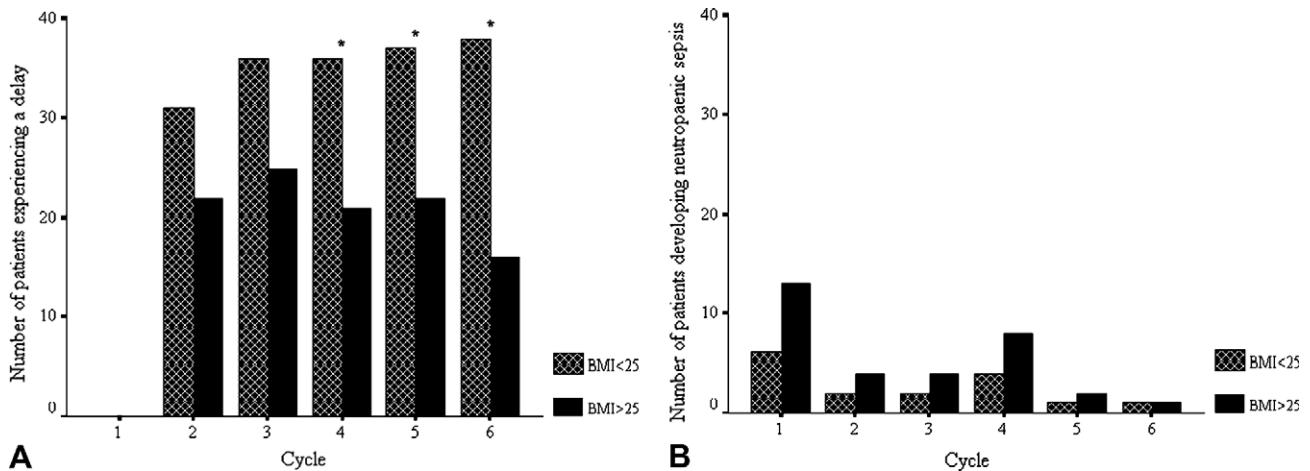 Number of patients experiencing a delay
40
30
20
10
0
* * *
1 2 3 4 5 6
Cycle
BMI<25
BMI>25
A
Number of patients developing neutropaenic sepsis
40
30
20
10
0
1 2 3 4 5 6
Cycle
BMI<25
BMI>25
B